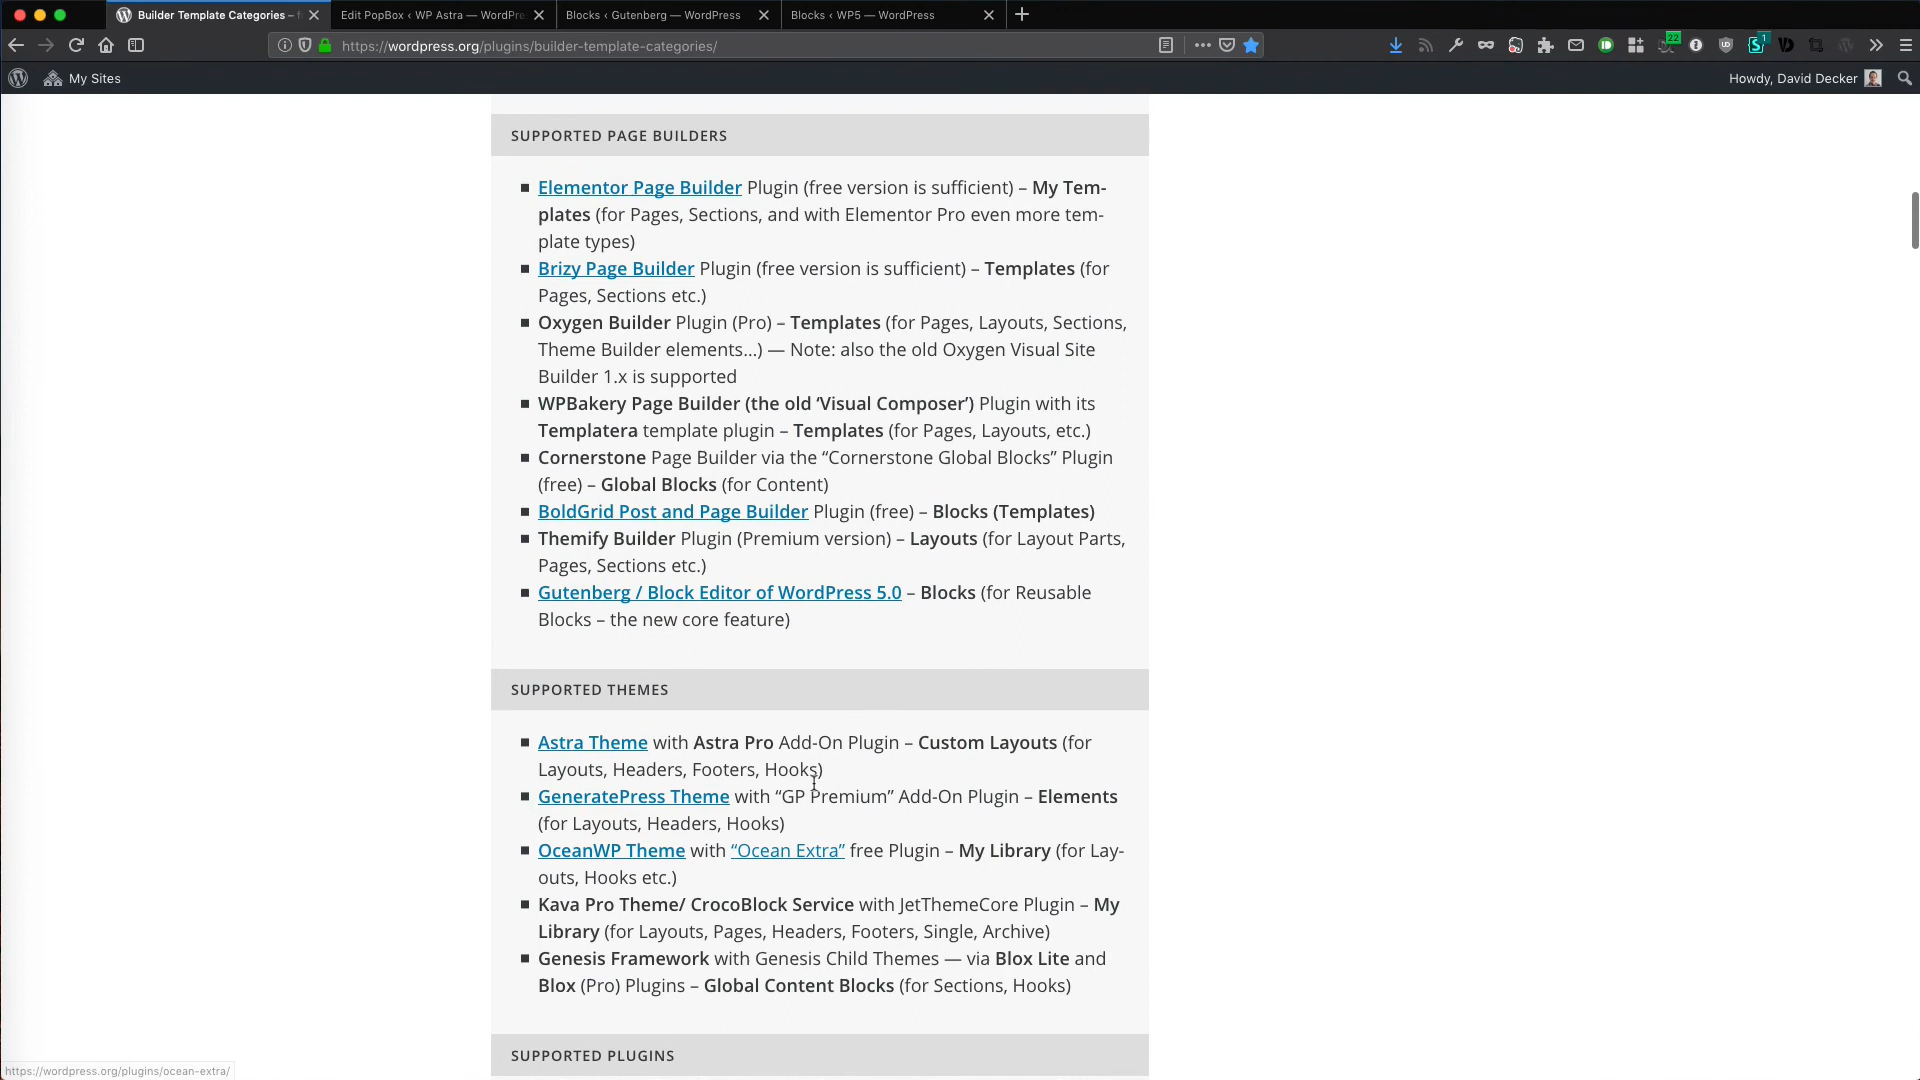 Builder Template Categories –
Edit PopBox ‹ WP Astra — WordPre
Blocks ‹ Gutenberg — WordPress
Blocks ‹ WP5 — WordPress
https://wordpress.org/plugins/builder-template-categories/
22
1
My Sites
Howdy, David Decker
SUPPORTED PAGE BUILDERS
Elementor Page Builder Plugin (free version is sufficient) – My Tem-
plates (for Pages, Sections, and with Elementor Pro even more tem-
plate types)
Brizy Page Builder Plugin (free version is sufficient) – Templates (for
Pages, Sections etc.)
Oxygen Builder Plugin (Pro) – Templates (for Pages, Layouts, Sections,
Theme Builder elements…) — Note: also the old Oxygen Visual Site
Builder 1.x is supported
WPBakery Page Builder (the old ‘Visual Composer’) Plugin with its
Templatera template plugin – Templates (for Pages, Layouts, etc.)
Cornerstone Page Builder via the “Cornerstone Global Blocks” Plugin
(free) – Global Blocks (for Content)
BoldGrid Post and Page Builder Plugin (free) – Blocks (Templates)
Themify Builder Plugin (Premium version) – Layouts (for Layout Parts,
Pages, Sections etc.)
Gutenberg / Block Editor of WordPress 5.0 – Blocks (for Reusable
Blocks – the new core feature)
SUPPORTED THEMES
Astra Theme with Astra Pro Add-On Plugin – Custom Layouts (for
Layouts, Headers, Footers, Hooks)
GeneratePress Theme with “GP Premium” Add-On Plugin – Elements
(for Layouts, Headers, Hooks)
OceanWP Theme with “Ocean Extra” free Plugin – My Library (for Lay-
outs, Hooks etc.)
Kava Pro Theme/ CrocoBlock Service with JetThemeCore Plugin – My
Library (for Layouts, Pages, Headers, Footers, Single, Archive)
Genesis Framework with Genesis Child Themes — via Blox Lite and
Blox (Pro) Plugins – Global Content Blocks (for Sections, Hooks)
SUPPORTED PLUGINS
https://wordpress.org/plugins/ocean-extra/